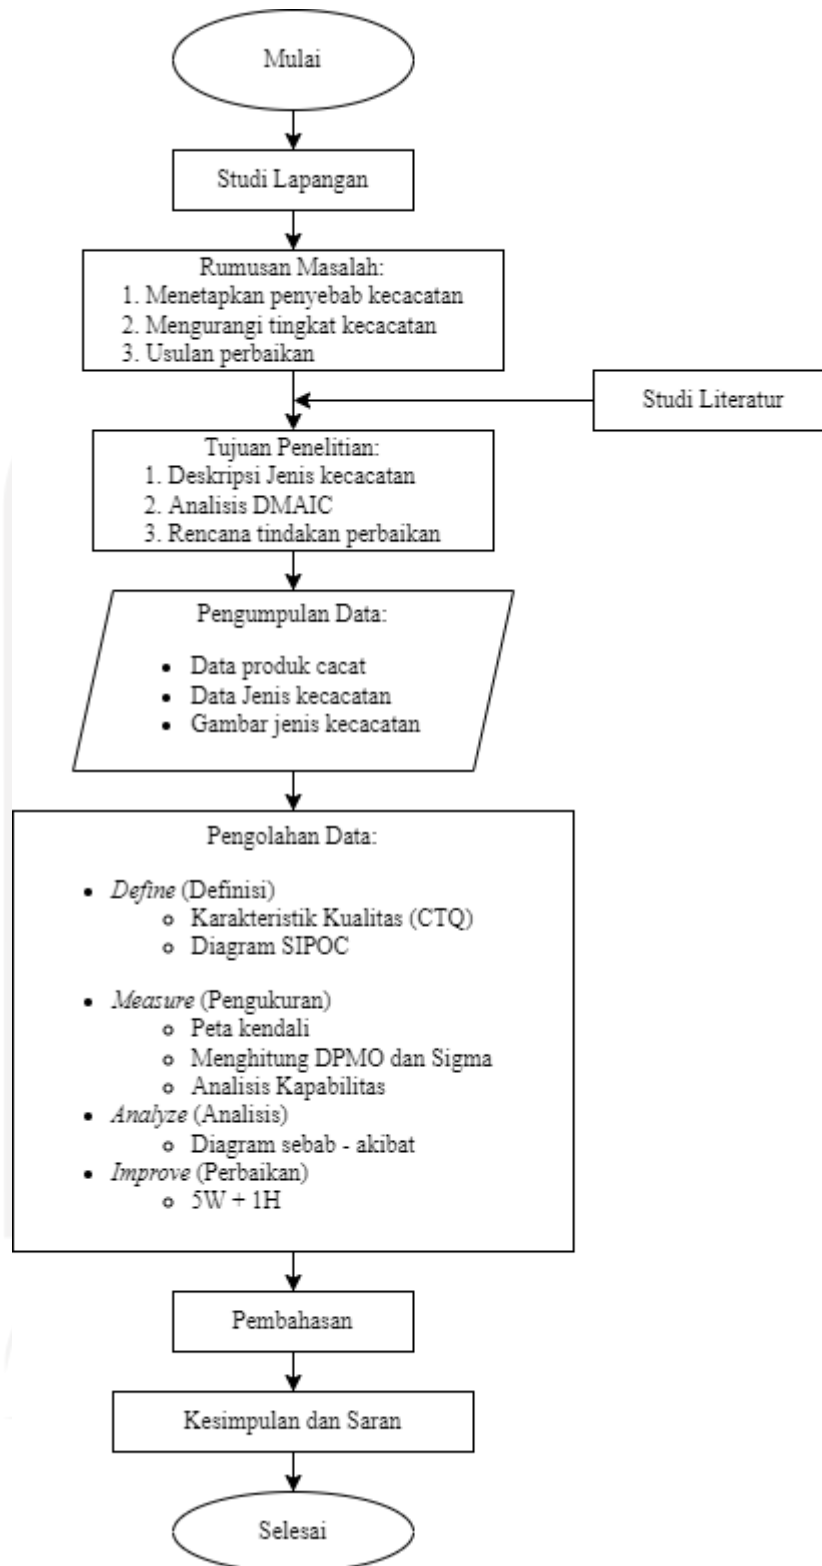 Mulai
Studi Lapangan
Rumusan Masalah:
1. Menetapkan penyebab kecacatan
2. Mengurangi tingkat kecacatan
3. Usulan perbaikan
Studi Literatur
Tujuan Penelitian:
1. Deskripsi Jenis kecacatan
2. Analisis DMAIC
3. Rencana tindakan perbaikan
Pengumpulan Data:
• Data produk cacat
• Data Jenis kecacatan
• Gambar jenis kecacatan
Pengolahan Data:
• Define (Definisi)
o Karakteristik Kualitas (CTQ)
o Diagram SIPOC
• Measure (Pengukuran)
o Peta kendali
o Menghitung DPMO dan Sigma
o Analisis Kapabilitas
• Analyze (Analisis)
o Diagram sebab - akibat
• Improve (Perbaikan)
o 5W + 1H
Pembahasan
Kesimpulan dan Saran
Selesai